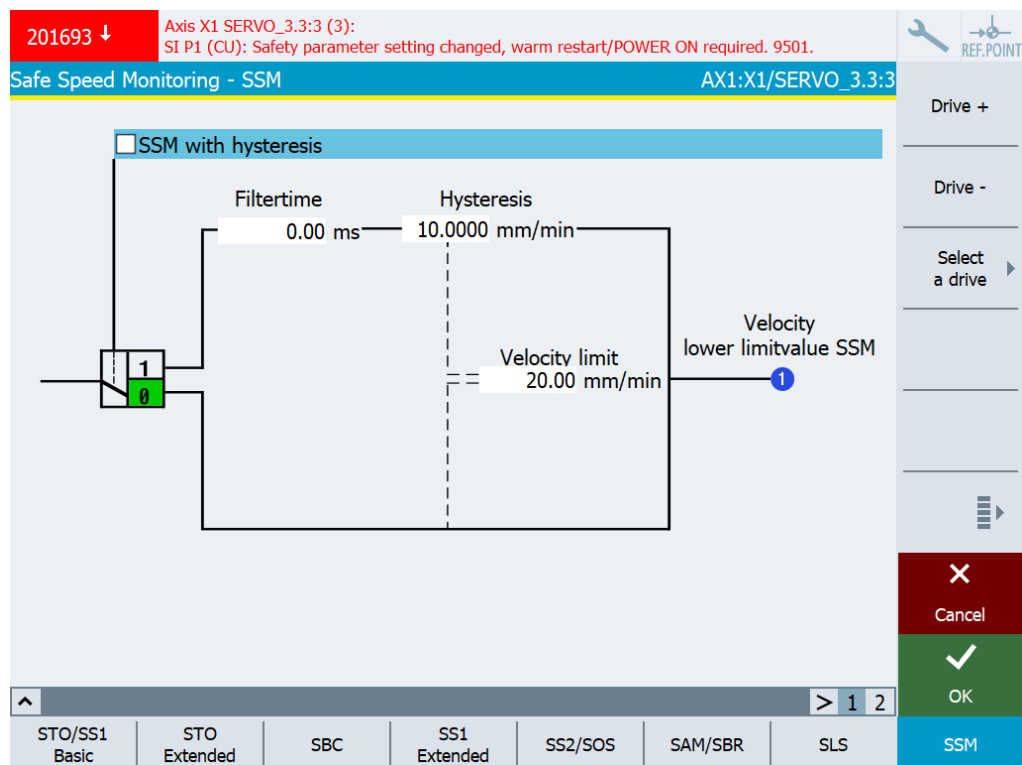 201693
Axis X1 SERVO_3.3:3 (3):
SI P1 (CU): Safety parameter setting changed, warm restart/POWER ON required. 9501.
REF.POINT
Safe Speed Monitoring - SSM
AX1:X1/SERVO_3.3:3
Drive +
SSM with hysteresis
Drive -
Filtertime
Hysteresis
0.00 ms
10.0000 mm/min
Select
a drive
Velocity
lower limitvalue SSM
1
Velocity limit
20.00 mm/min
1
0
Cancel
OK
> 1 2
STO/SS1
Basic
STO
Extended
SBC
SS1
Extended
SS2/SOS
SAM/SBR
SLS
SSM